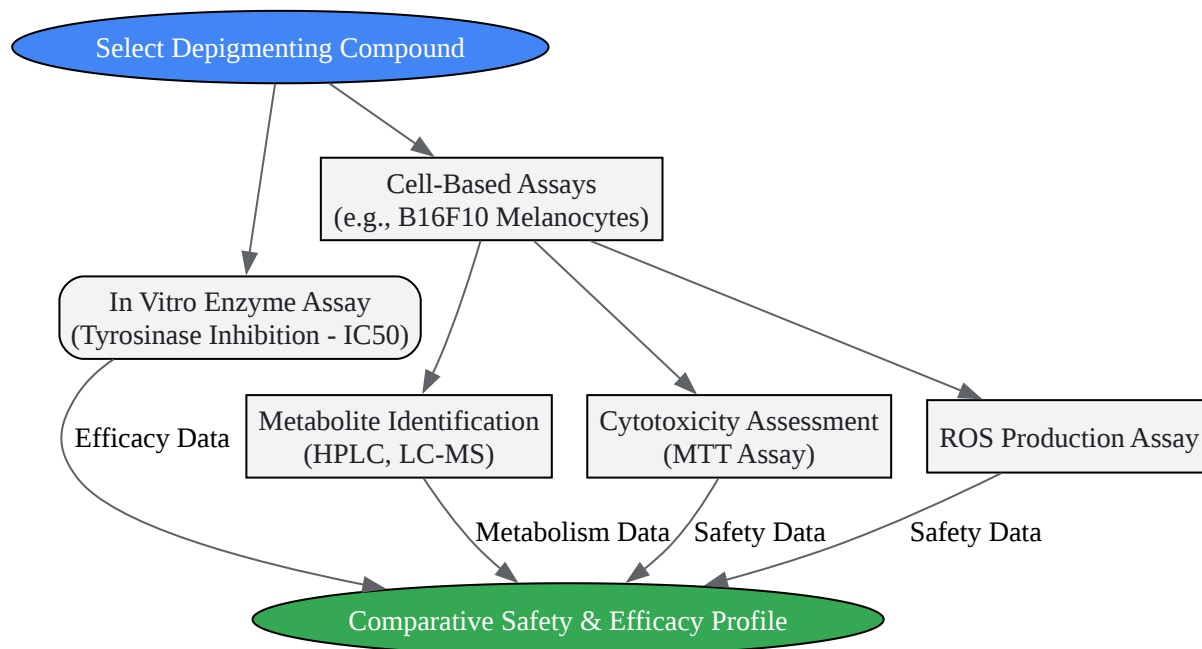 Select Depigmenting Compound
Cell-Based Assays
(e.g., B16F10 Melanocytes)
In Vitro Enzyme Assay
(Tyrosinase Inhibition - IC50)
Efficacy Data
Metabolite Identification
(HPLC, LC-MS)
Cytotoxicity Assessment
(MTT Assay)
ROS Production Assay
Metabolism Data
Safety Data
Safety Data
Comparative Safety & Efficacy Profile